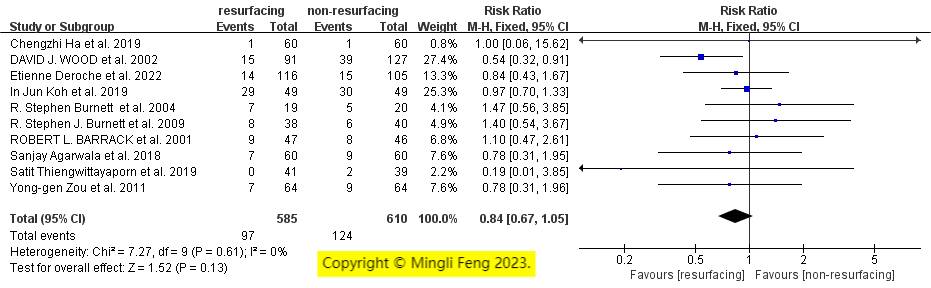 resurfacing non-resurfacing Risk Ratio Risk Ratio
Study or Subgroup Events Total Events Total Weight M-H, Fixed, 95% CI M-H, Fixed, 95% CI
Chengzhi Ha et al. 2019 1 60 1 60 0.8% 1.00 [0.06, 15.62]
DAVID J. WOOD et al. 2002 15 91 39 127 27.4% 0.54 [0.32, 0.91]
Etienne Deroche et al. 2022 14 116 15 105 13.2% 0.84 [0.43, 1.67]
In Jun Koh et al. 2019 29 49 30 49 25.3% 0.97 [0.70, 1.33]
R. Stephen Burnett et al. 2004 7 19 5 20 4.1% 1.47 [0.56, 3.85]
R. Stephen J. Burnett et al. 2009 8 38 6 40 4.9% 1.40 [0.54, 3.67]
ROBERT L. BARRACK et al. 2001 9 47 8 46 6.8% 1.10 [0.47, 2.61]
Sanjay Agarwala et al. 2018 7 60 9 60 7.6% 0.78 [0.31, 1.95]
Satit Thiengwittayaporn et al. 2019 0 41 2 39 2.2% 0.19 [0.01, 3.85]
Yong-gen Zou et al. 2011 7 64 9 64 7.6% 0.78 [0.31, 1.96]
Total (95% CI) 585 610 100.0% 0.84 [0.67, 1.05]
Total events 97 124
Heterogeneity: Chi² = 7.27, df = 9 (P = 0.61); I² = 0%
Test for overall effect: Z = 1.52 (P = 0.13)
0.2 0.5 1 2 5
Favours [resurfacing] Favours [non-resurfacing]
Copyright © Mingli Feng 2023.